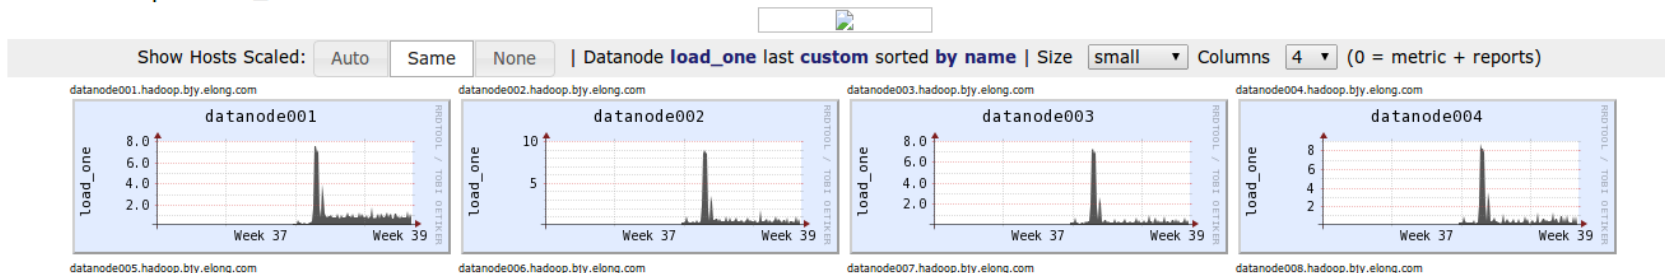 Show Hosts Scaled: Auto Same None | Datanode load_one last custom sorted by name | Size small Columns 4 (0 = metric + reports)
datanode001.hadoop.bjy.elong.com datanode002.hadoop.bjy.elong.com datanode003.hadoop.bjy.elong.com datanode004.hadoop.bjy.elong.com
datanode001
load_one
8.0
6.0
4.0
2.0
Week 37 Week 39
RRDTOOL / TOBI OETIKER
datanode002
load_one
10
5
Week 37 Week 39
RRDTOOL / TOBI OETIKER
datanode003
load_one
8.0
6.0
4.0
2.0
Week 37 Week 39
RRDTOOL / TOBI OETIKER
datanode004
load_one
8
6
4
2
Week 37 Week 39
RRDTOOL / TOBI OETIKER
datanode005.hadoop.bjy.elong.com datanode006.hadoop.bjy.elong.com datanode007.hadoop.bjy.elong.com datanode008.hadoop.bjy.elong.com